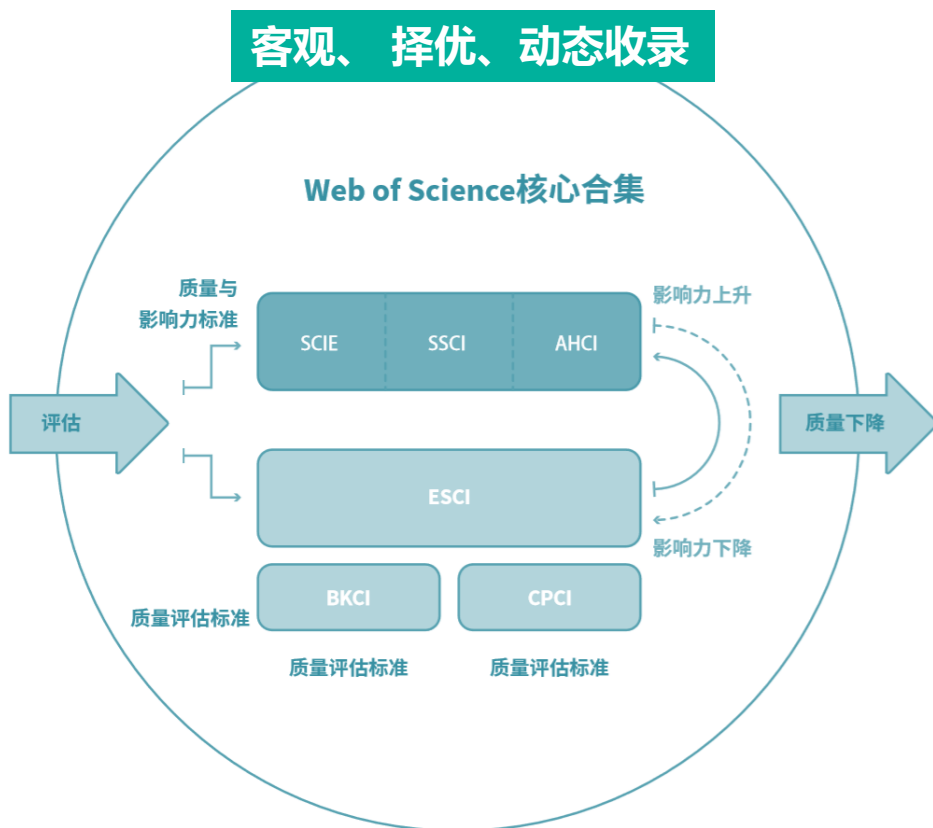 客观、 择优、动态收录
Web of Science核心合集
质量与
影响力标准
SCIE
SSCI
AHCI
影响力上升
评估
质量下降
ESCI
影响力下降
BKCI
CPCI
质量评估标准
质量评估标准
质量评估标准